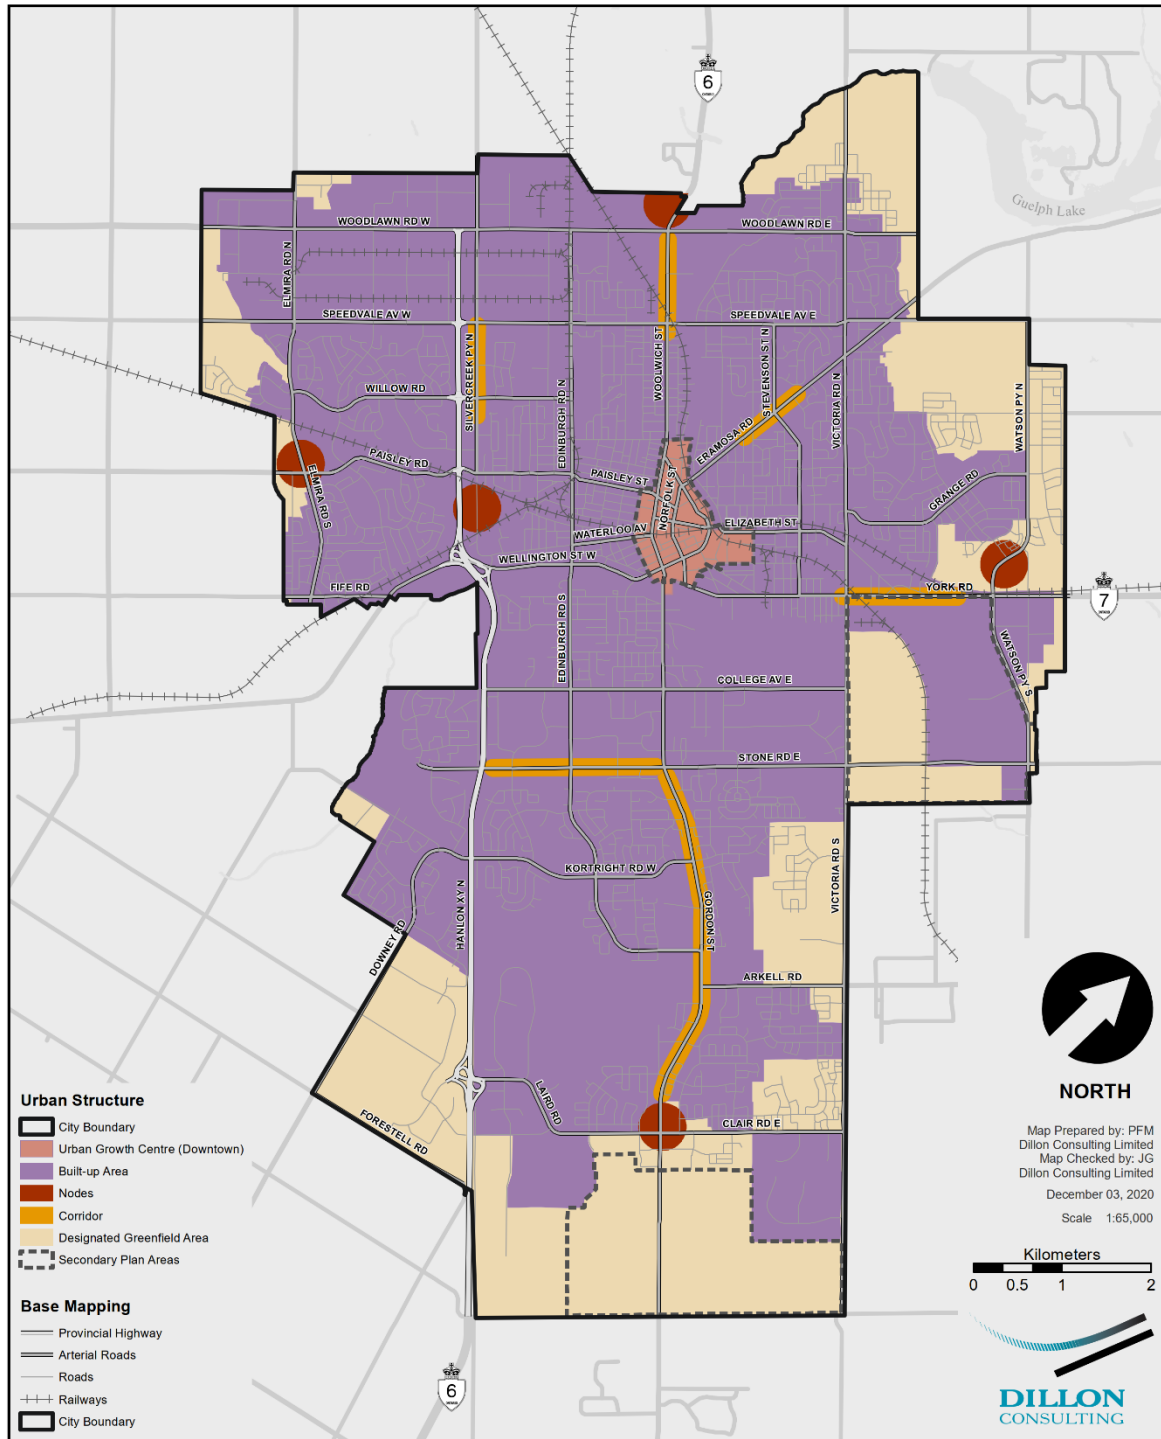 6
Guelph Lake
WOODLAWN RD W
WOODLAWN RD E
ELMIRA RD N
SPEEDVALE AV W
SPEEDVALE AV E
SILVERCREEK PY N
WOOLWICH ST
STEVENSON ST N
VICTORIA RD N
WILLOW RD
EDINBURGH RD N
WATSON PY N
ERAMOSA RD
PAISLEY RD
ELMIRA RD S
PAISLEY ST
NORFOLK ST
GRANGE RD
WATERLOO AV
ELIZABETH ST
WELLINGTON ST W
FIFE RD
YORK RD
7
EDINBURGH RD S
WATSON PY S
COLLEGE AV E
STONE RD E
KORTRIGHT RD W
VICTORIA RD S
HANLON XY N
GORDON ST
DOWNEY RD
ARKELL RD
LAIRD RD
CLAIR RD E
FORESTELL RD
6
NORTH
Map Prepared by: PFM
Dillon Consulting Limited
Map Checked by: JG
Dillon Consulting Limited
December 03, 2020
Scale 1:65,000
Kilometers
0 0.5 1 2
DILLON
CONSULTING
Urban Structure
City Boundary
Urban Growth Centre (Downtown)
Built-up Area
Nodes
Corridor
Designated Greenfield Area
Secondary Plan Areas
Base Mapping
Provincial Highway
Arterial Roads
Roads
Railways
City Boundary